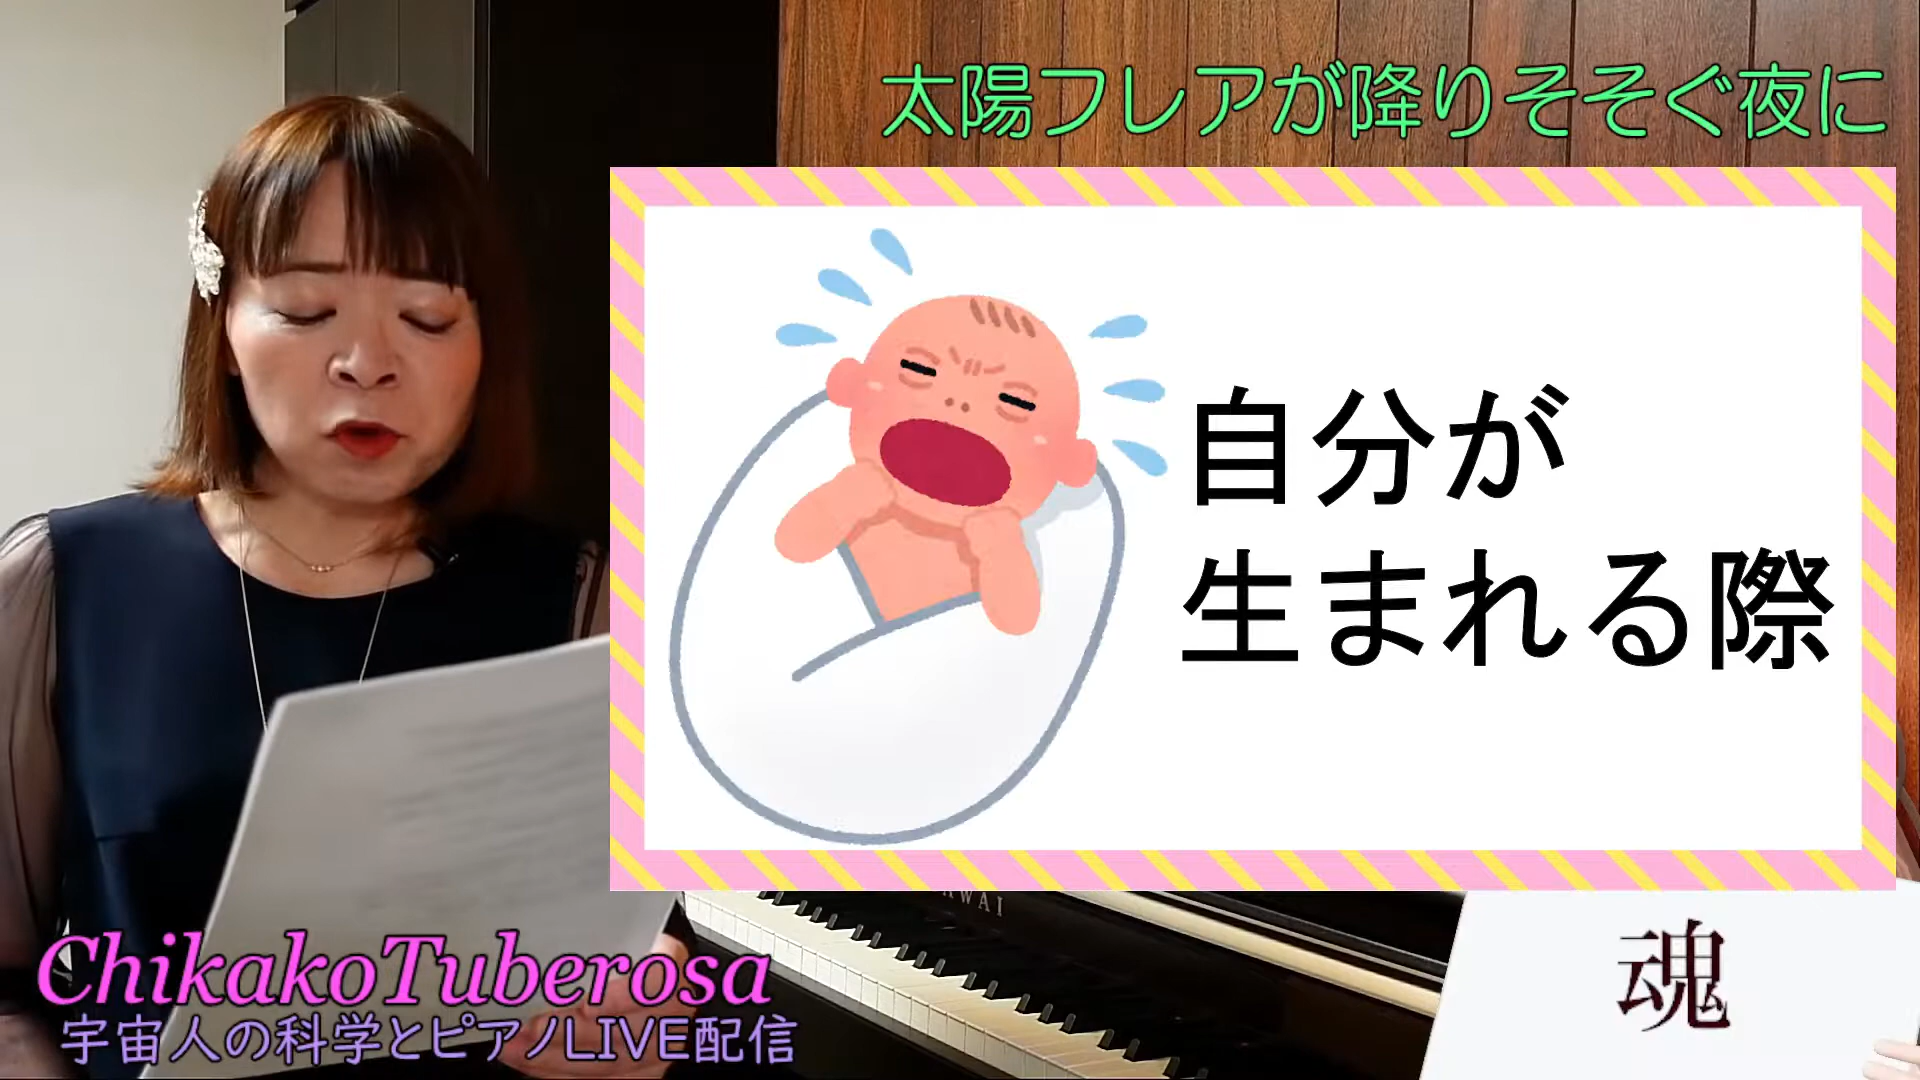 太陽フレアが降りそそぐ夜に
自分が
生まれる際
AWAI
魂
ChikakoTuberosa
宇宙人の科学とピアノLIVE配信